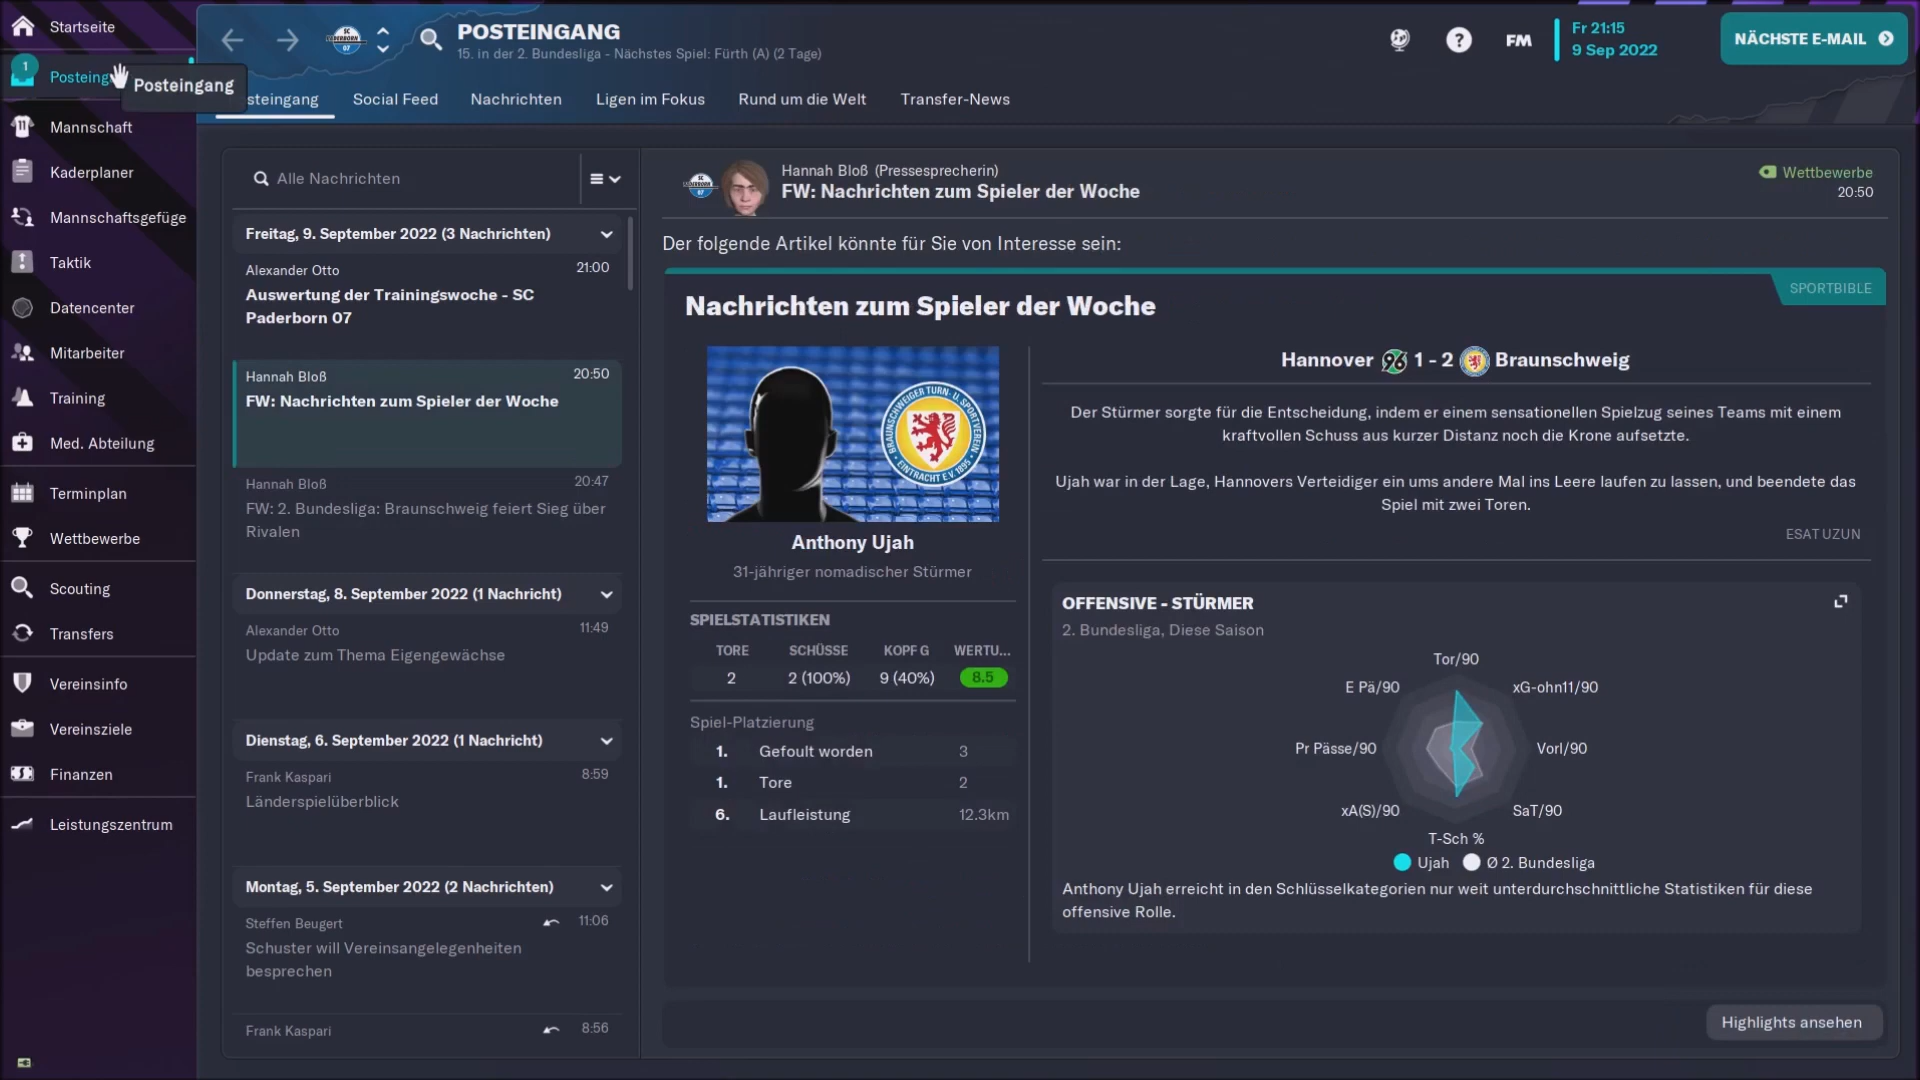 Startseite
1
Posteing
Posteingang
Mannschaft
Kaderplaner
Mannschaftsgefüge
Taktik
Datencenter
Mitarbeiter
Training
Med. Abteilung
Terminplan
Wettbewerbe
Scouting
Transfers
Vereinsinfo
Vereinsziele
Finanzen
Leistungszentrum
POSTEINGANG
15. in der 2. Bundesliga - Nächstes Spiel: Fürth (A) (2 Tage)
FM
Fr 21:15
9 Sep 2022
NÄCHSTE E-MAIL
steingang Social Feed Nachrichten Ligen im Fokus Rund um die Welt Transfer-News
Alle Nachrichten
Freitag, 9. September 2022 (3 Nachrichten)
Alexander Otto 21:00
Auswertung der Trainingswoche - SC
Paderborn 07
Hannah Bloß 20:50
FW: Nachrichten zum Spieler der Woche
Hannah Bloß 20:47
FW: 2. Bundesliga: Braunschweig feiert Sieg über
Rivalen
Donnerstag, 8. September 2022 (1 Nachricht)
Alexander Otto 11:49
Update zum Thema Eigengewächse
Dienstag, 6. September 2022 (1 Nachricht)
Frank Kaspari 8:59
Länderspielüberblick
Montag, 5. September 2022 (2 Nachrichten)
Steffen Beugert 11:06
Schuster will Vereinsangelegenheiten
besprechen
Frank Kaspari 8:56
Hannah Bloß (Pressesprecherin)
FW: Nachrichten zum Spieler der Woche
Wettbewerbe
20:50
Der folgende Artikel könnte für Sie von Interesse sein:
SPORTBIBLE
Nachrichten zum Spieler der Woche
BRAUNSCHWEIGER TURN- U. SPORTVEREIN
EINTRACHT E.V. 1895
Anthony Ujah
31-jähriger nomadischer Stürmer
SPIELSTATISTIKEN
TORE SCHÜSSE KOPF G WERTU...
2 2 (100%) 9 (40%) 8.5
Spiel-Platzierung
1. Gefoult worden 3
1. Tore 2
6. Laufleistung 12.3km
Hannover 96 1 - 2 Braunschweig
Der Stürmer sorgte für die Entscheidung, indem er einem sensationellen Spielzug seines Teams mit einem
kraftvollen Schuss aus kurzer Distanz noch die Krone aufsetzte.
Ujah war in der Lage, Hannovers Verteidiger ein ums andere Mal ins Leere laufen zu lassen, und beendete das
Spiel mit zwei Toren.
ESAT UZUN
OFFENSIVE - STÜRMER
2. Bundesliga, Diese Saison
Tor/90
E Pä/90 xG-ohn11/90
Pr Pässe/90 Vorl/90
xA(S)/90 SaT/90
T-Sch %
Ujah Ø 2. Bundesliga
Anthony Ujah erreicht in den Schlüsselkategorien nur weit unterdurchschnittliche Statistiken für diese
offensive Rolle.
Highlights ansehen